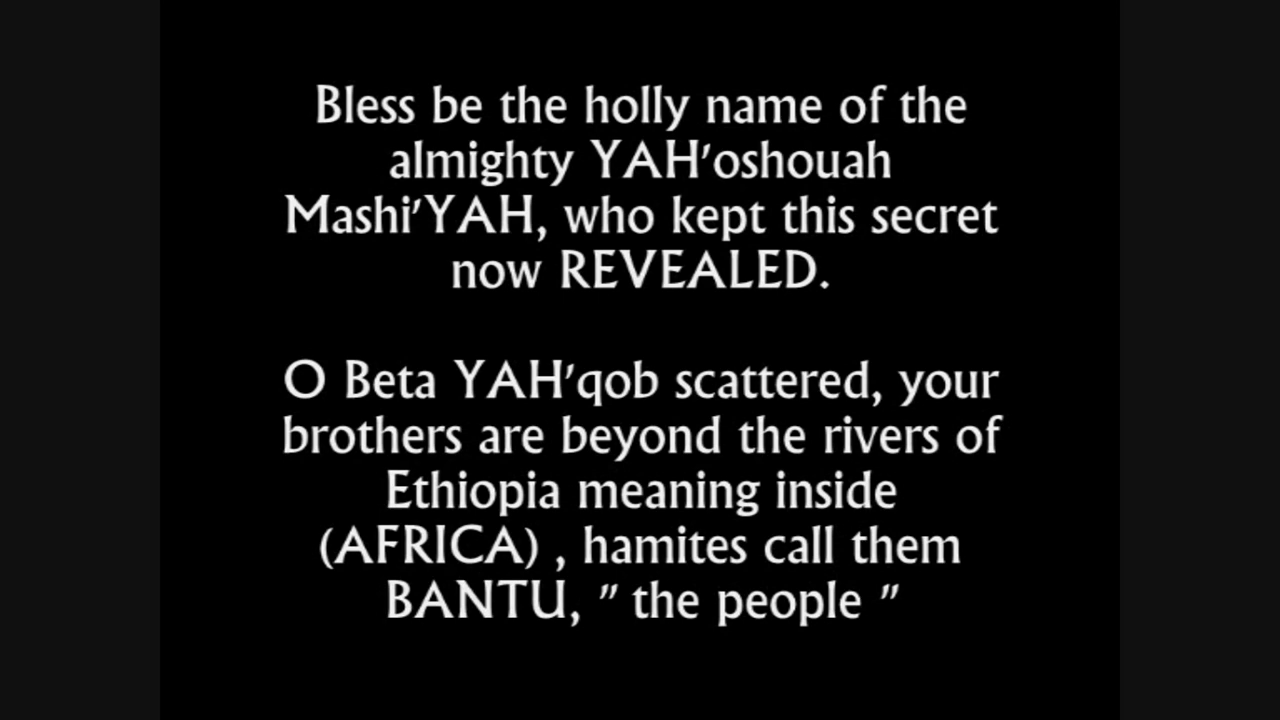 Bless be the holly name of the
almighty YAH'oshouah
Mashi'YAH, who kept this secret
now REVEALED.
O Beta YAH'qob scattered, your
brothers are beyond the rivers of
Ethiopia meaning inside
(AFRICA) , hamites call them
BANTU, " the people "